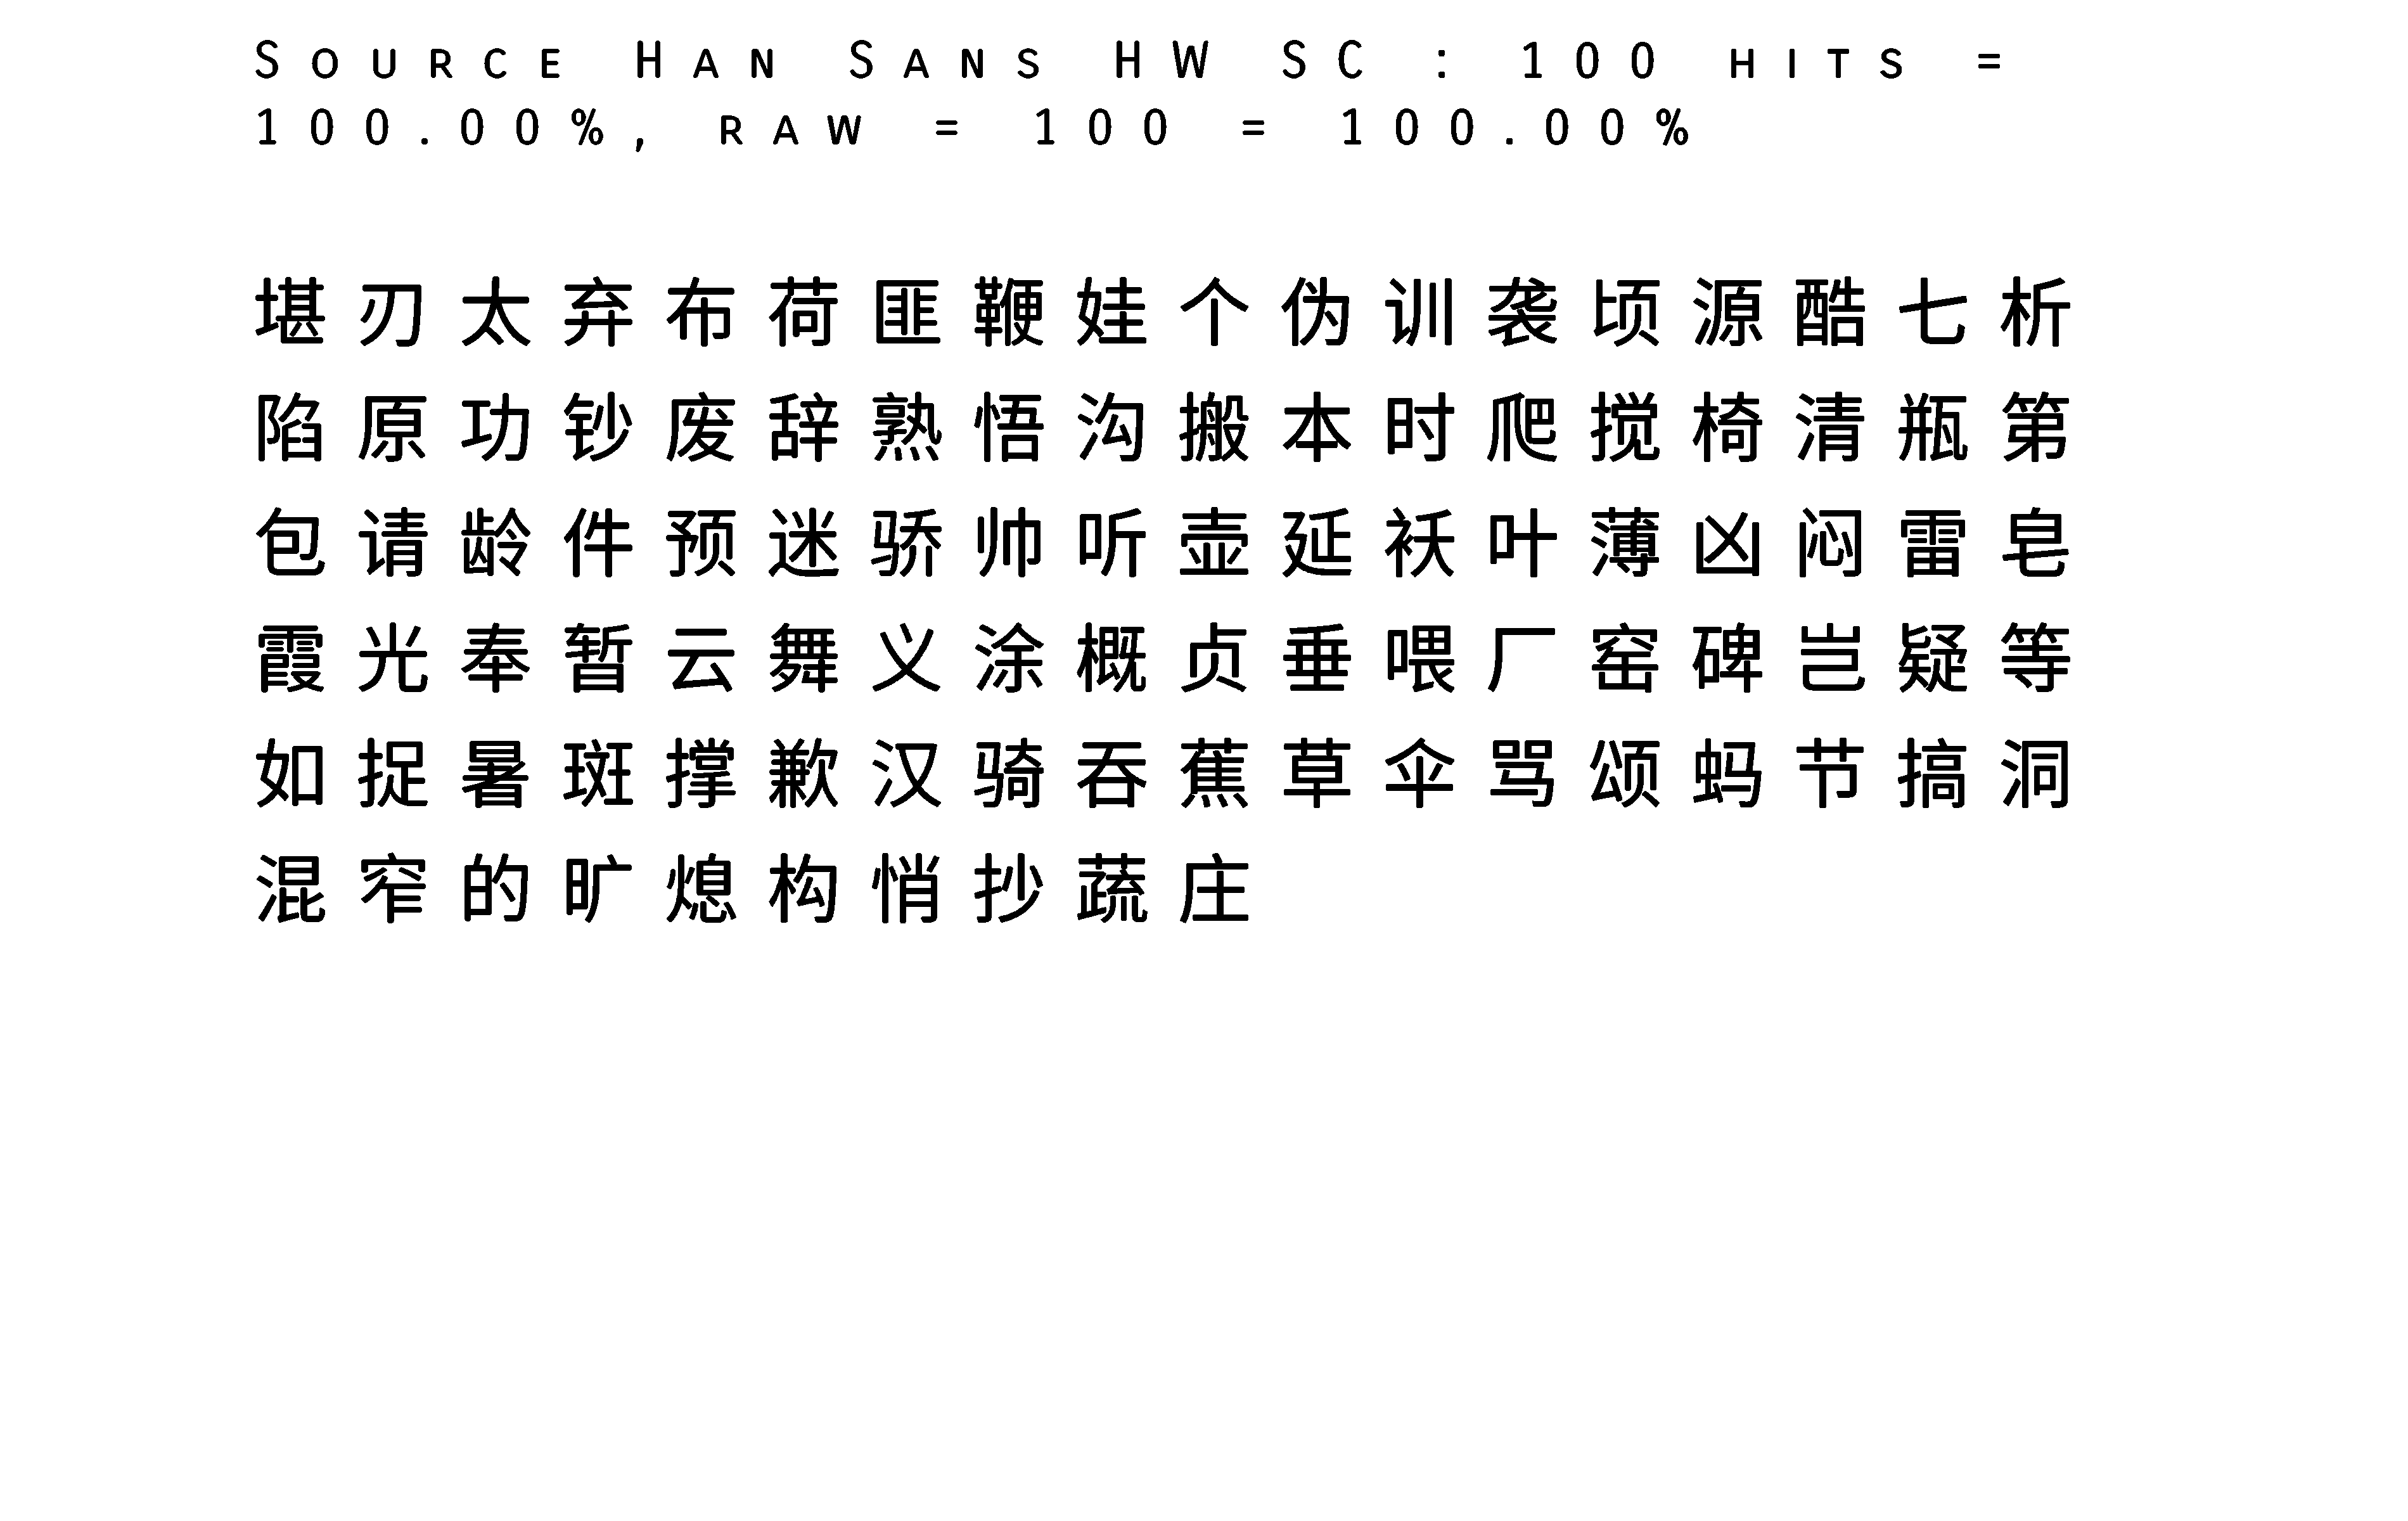 Source Han Sans HW SC : 100 hits =
100.00%, raw = 100 = 100.00%
堪刃太弃布荷匪鞭娃个伪训袭顷源酷七析
陷原功钞废辞熟悟沟搬本时爬搅椅清瓶第
包请龄件预迷骄帅听壶延袄叶薄凶闷雷皂
霞光奉暂云舞义涂概贞垂喂厂窑碑岂疑等
如捉暑斑撑歉汉骑吞蕉草伞骂颂蚂节搞洞
混窄的旷熄构悄抄蔬庄